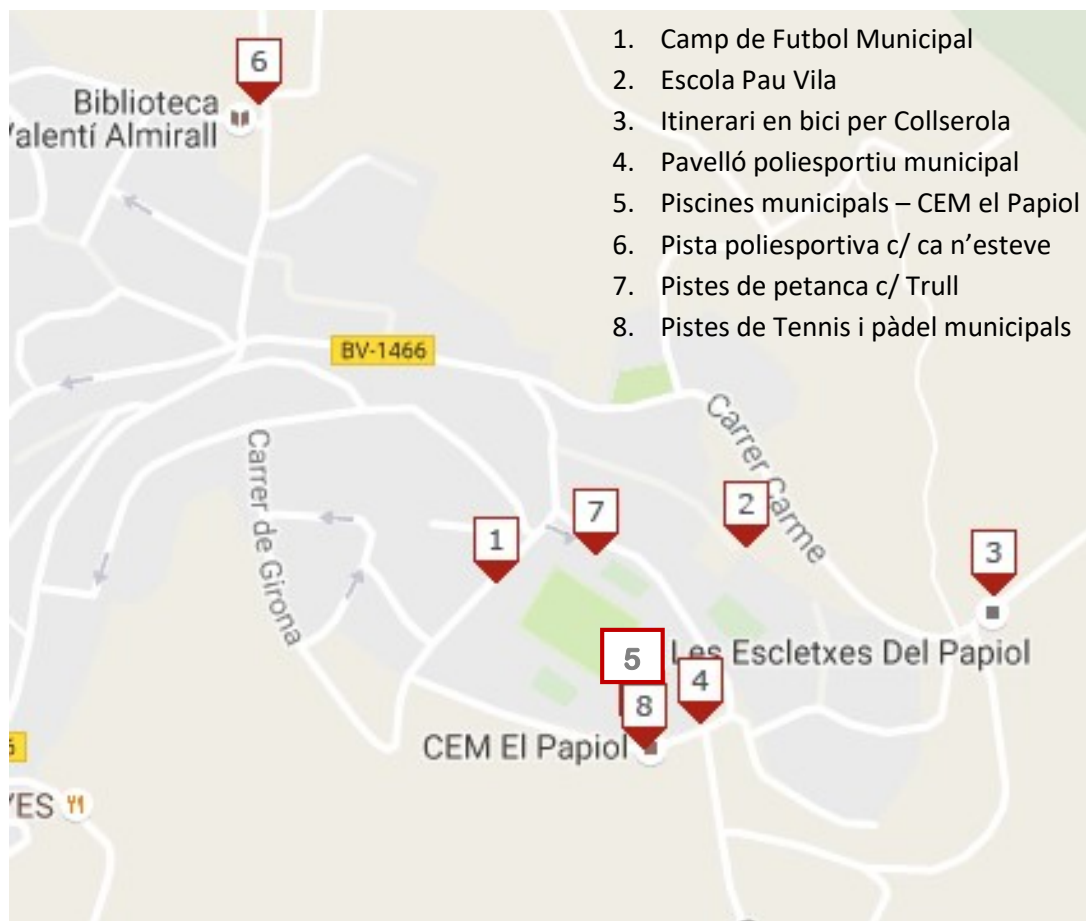 1. Camp de Futbol Municipal
2. Escola Pau Vila
3. Itinerari en bici per Collserola
4. Pavelló poliesportiu municipal
5. Piscines municipals – CEM el Papiol
6. Pista poliesportiva c/ ca n’esteve
7. Pistes de petanca c/ Trull
8. Pistes de Tennis i pàdel municipals
6
Biblioteca
Valentí Almirall
BV-1466
Carrer Carme
Carrer de Girona
1
7
2
3
5
Les Escletxes Del Papiol
4
8
CEM El Papiol
YES